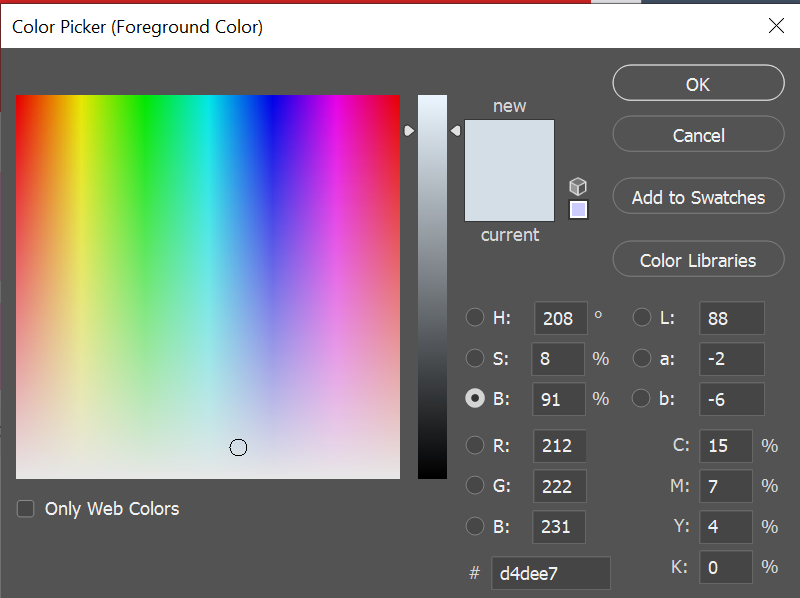 Color Picker (Foreground Color)
OK
new
Cancel
Add to Swatches
current
Color Libraries
H: 208 ° L: 88
S: 8 % a: -2
B: 91 % b: -6
R: 212 C: 15 %
G: 222 M: 7 %
B: 231 Y: 4 %
# d4dee7 K: 0 %
Only Web Colors